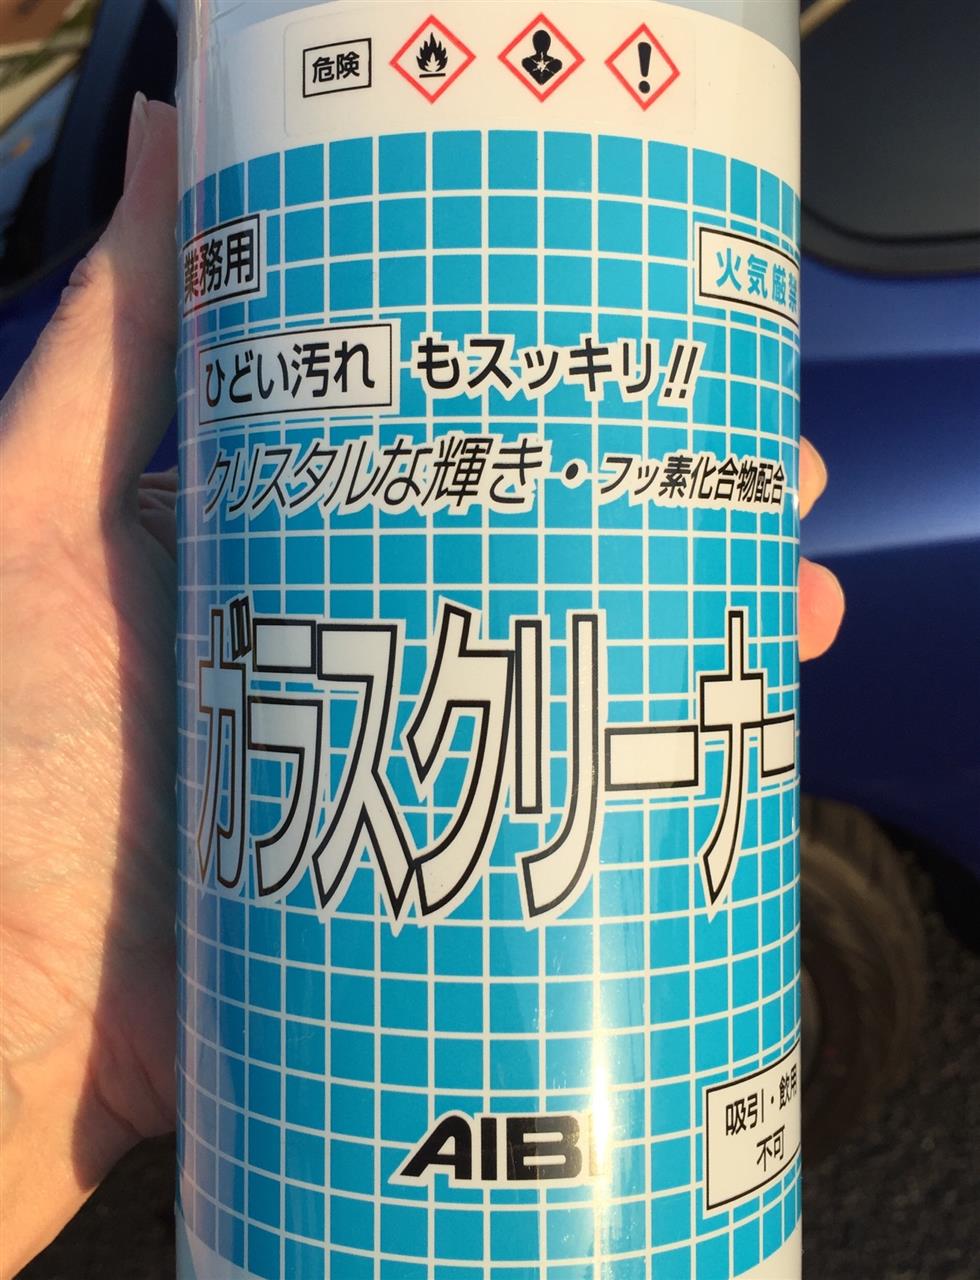 危険
業務用
火気厳禁
ひどい汚れ もスッキリ!!
クリスタルな輝き・フッ素化合物配合
ガラスクリーナー
AIBI
吸引・飲用
不可